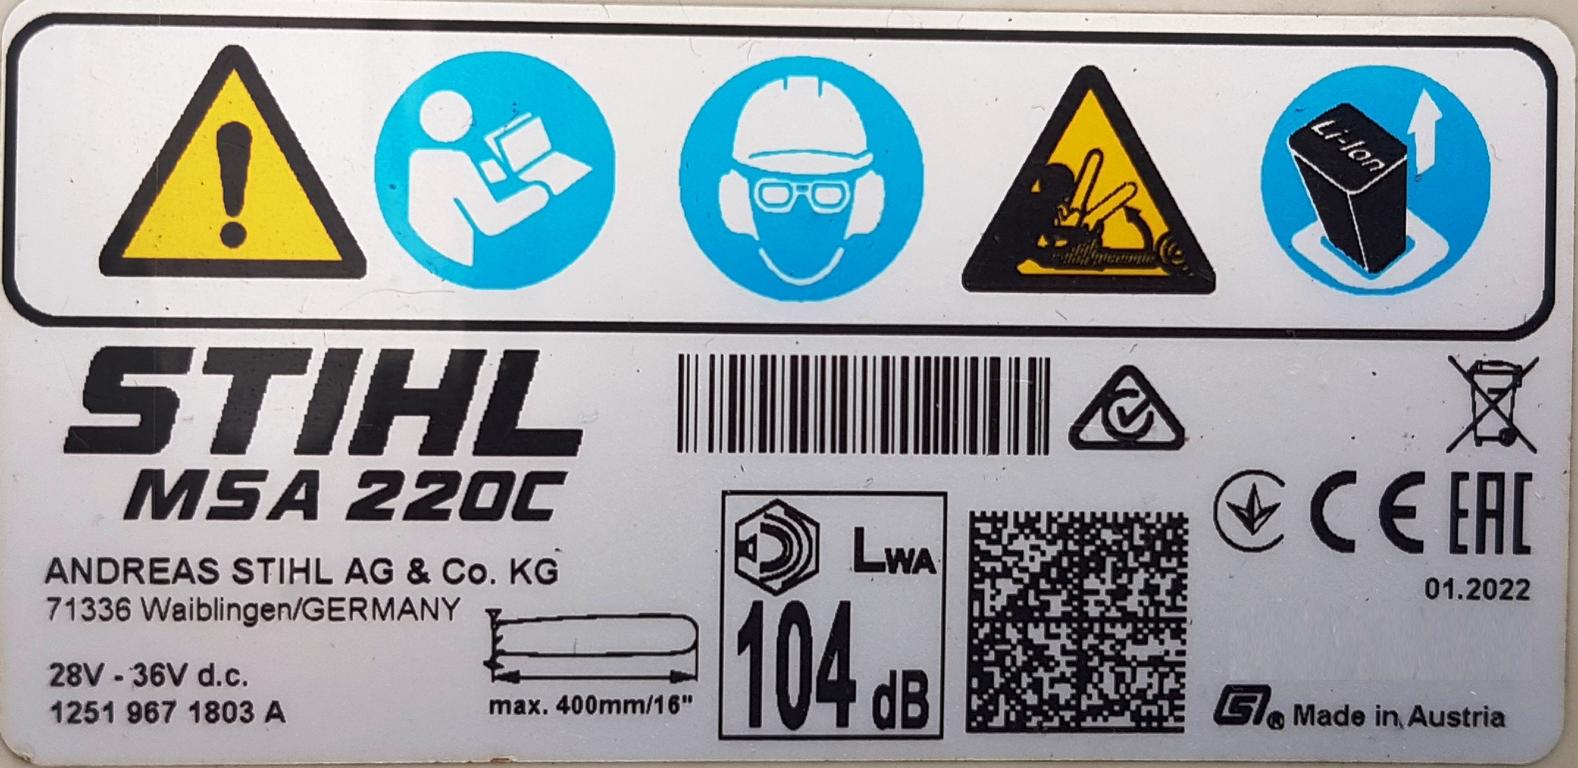 Li-Ion
STIHL
MSA 220C
ANDREAS STIHL AG & Co. KG
71336 Waiblingen/GERMANY
28V - 36V d.c.
1251 967 1803 A
max. 400mm/16"
LWA
104 dB
CE EAC
01.2022
® Made in Austria